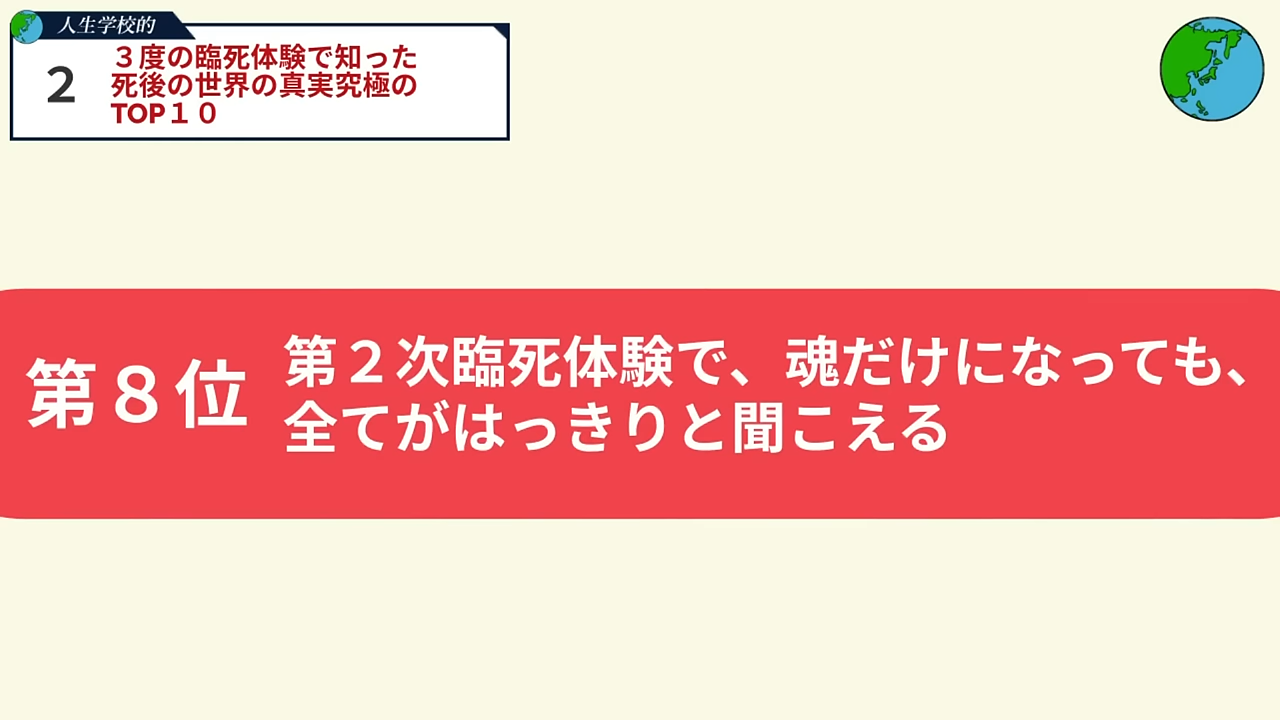 人生学校的
2
３度の臨死体験で知った
死後の世界の真実究極の
TOP１０
第８位
第２次臨死体験で、魂だけになっても、
全てがはっきりと聞こえる